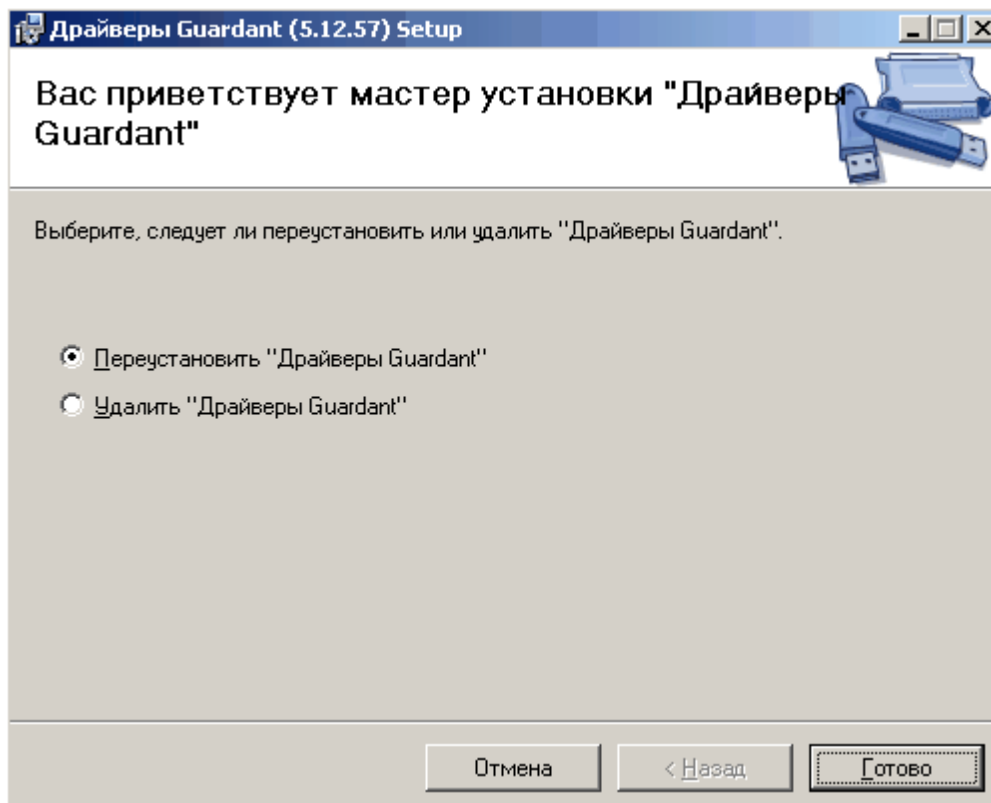 Драйверы Guardant (5.12.57) Setup
Вас приветствует мастер установки "Драйверы
Guardant"
Выберите, следует ли переустановить или удалить "Драйверы Guardant".
Переустановить "Драйверы Guardant"
Удалить "Драйверы Guardant"
Отмена
< Назад
Готово